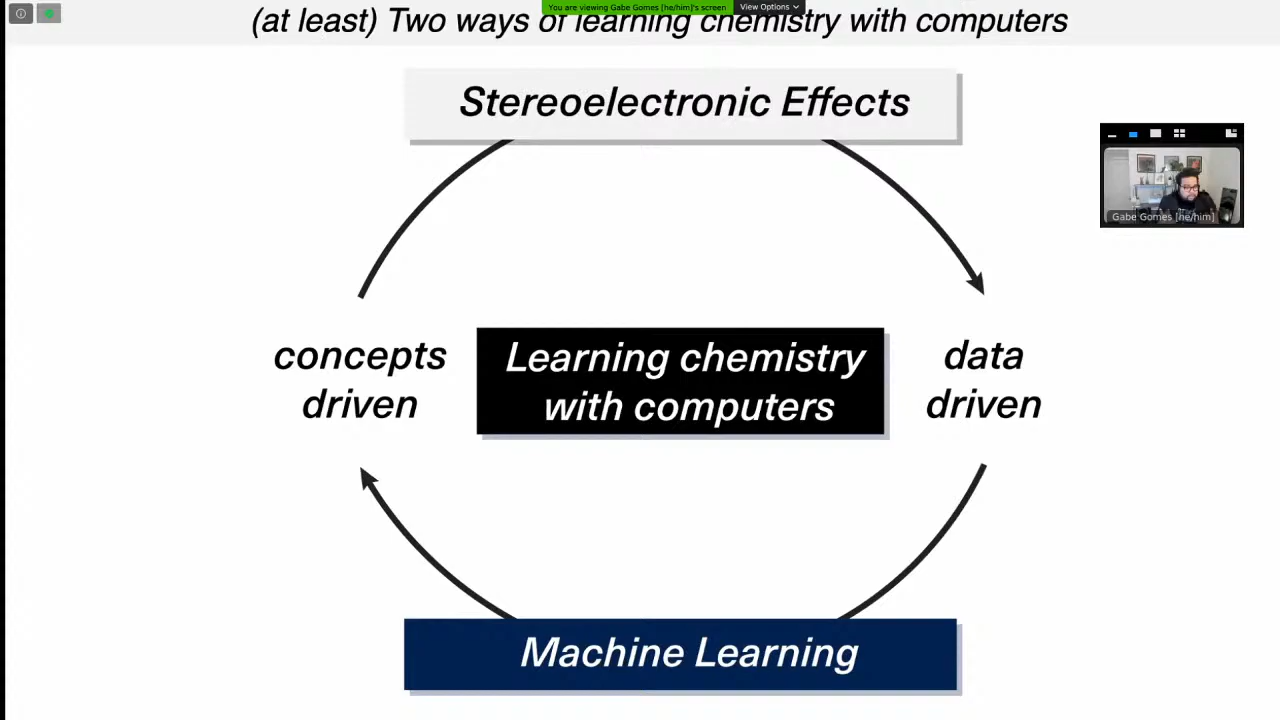 You are viewing Gabe Gomes [he/him]'s screen
View Options
(at least) Two ways of learning chemistry with computers
Stereoelectronic Effects
Gabe Gomes [he/him]
concepts
driven
Learning chemistry
with computers
data
driven
Machine Learning